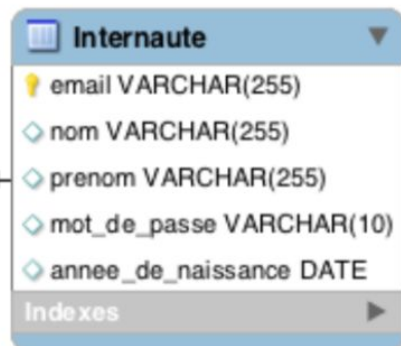 Internaute
email VARCHAR(255)
nom VARCHAR(255)
prenom VARCHAR(255)
mot_de_passe VARCHAR(10)
annee_de_naissance DATE
Indexes